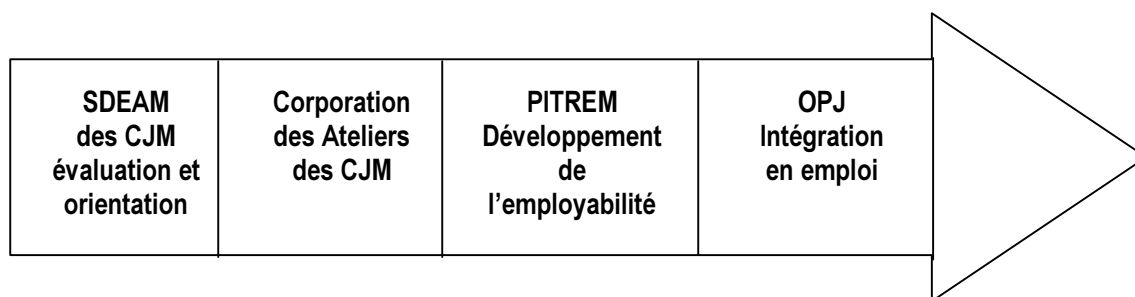 SDEAM
des CJM
évaluation et
orientation
Corporation
des Ateliers
des CJM
PITREM
Développement
de
l’employabilité
OPJ
Intégration
en emploi